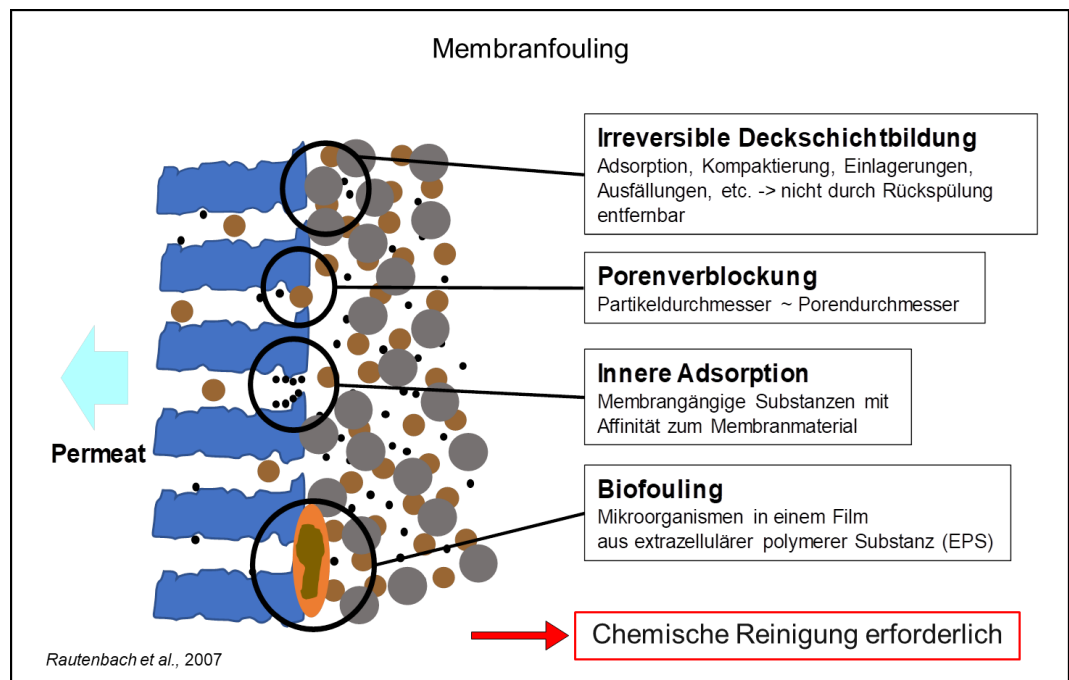 Membranfouling
Irreversible Deckschichtbildung
Adsorption, Kompaktierung, Einlagerungen,
Ausfällungen, etc. -> nicht durch Rückspülung
entfernbar
Porenverblockung
Partikeldurchmesser ~ Porendurchmesser
Innere Adsorption
Membrangängige Substanzen mit
Affinität zum Membranmaterial
Permeat
Biofouling
Mikroorganismen in einem Film
aus extrazellulärer polymerer Substanz (EPS)
Chemische Reinigung erforderlich
Rautenbach et al., 2007